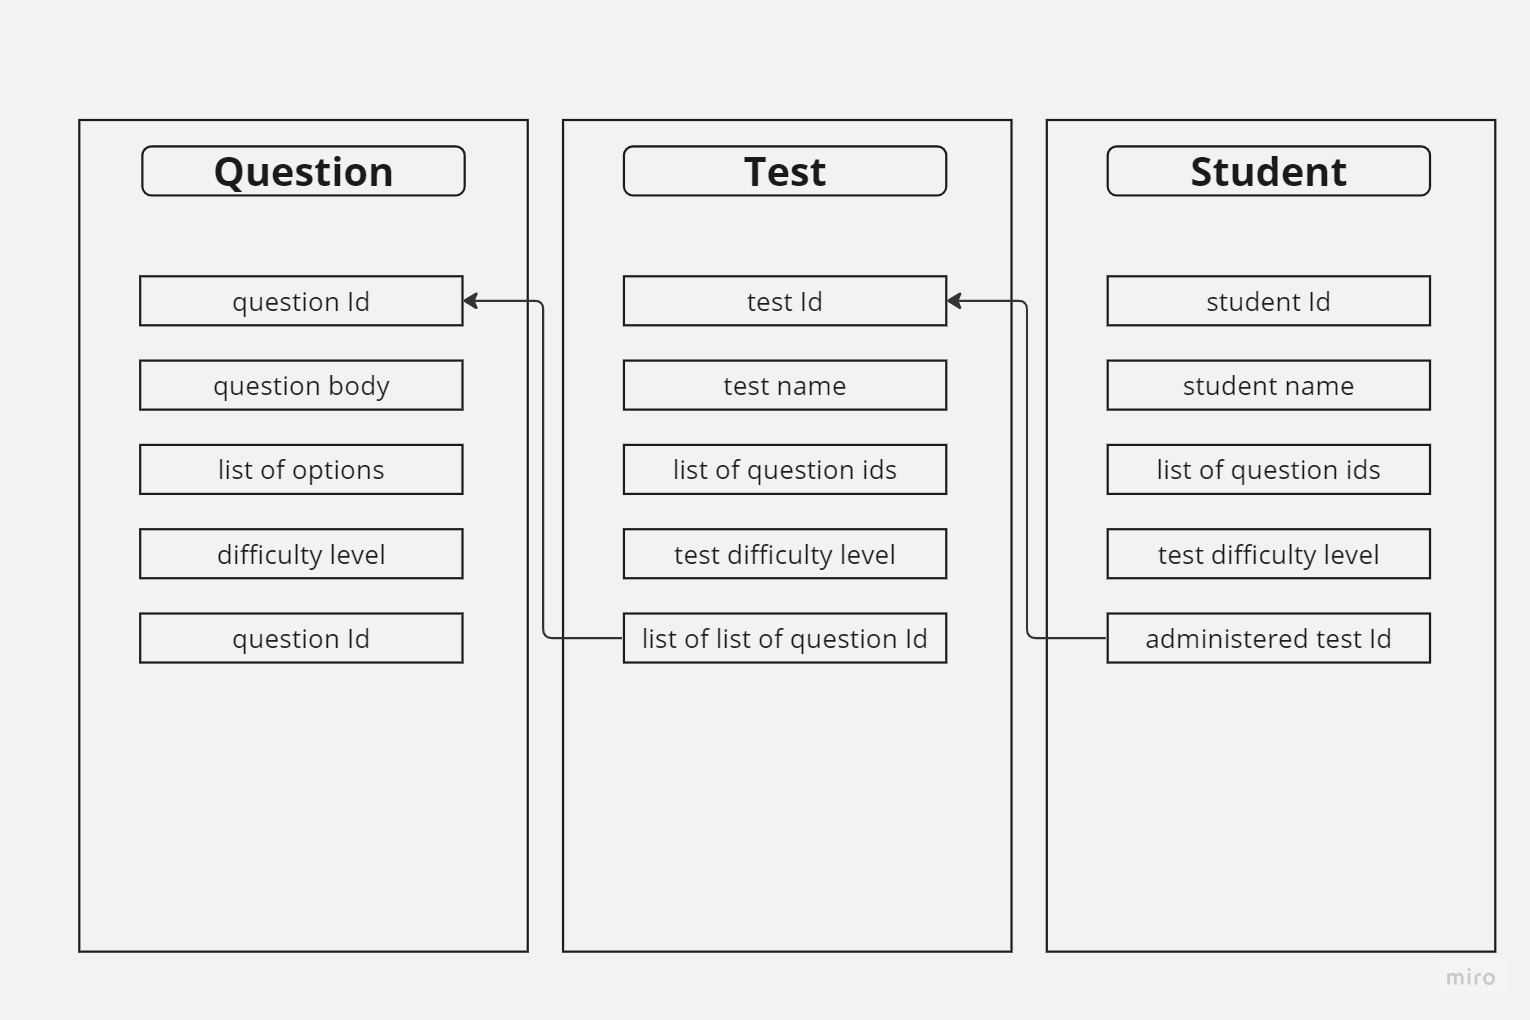 Question
question Id
question body
list of options
difficulty level
question Id
Test
test Id
test name
list of question ids
test difficulty level
list of list of question Id
Student
student Id
student name
list of question ids
test difficulty level
administered test Id
miro